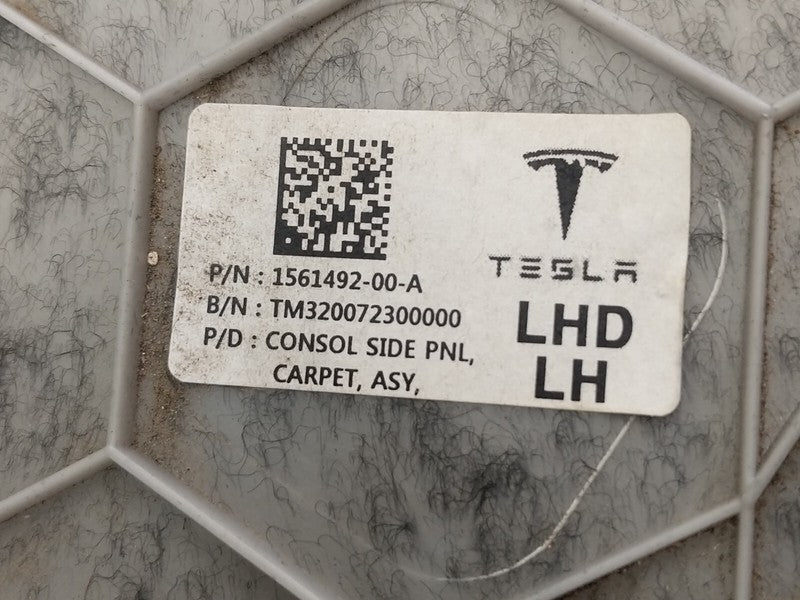 P/N : 1561492-00-A
B/N : TM320072300000
P/D : CONSOL SIDE PNL,
CARPET, ASY,
TESLA
LHD
LH